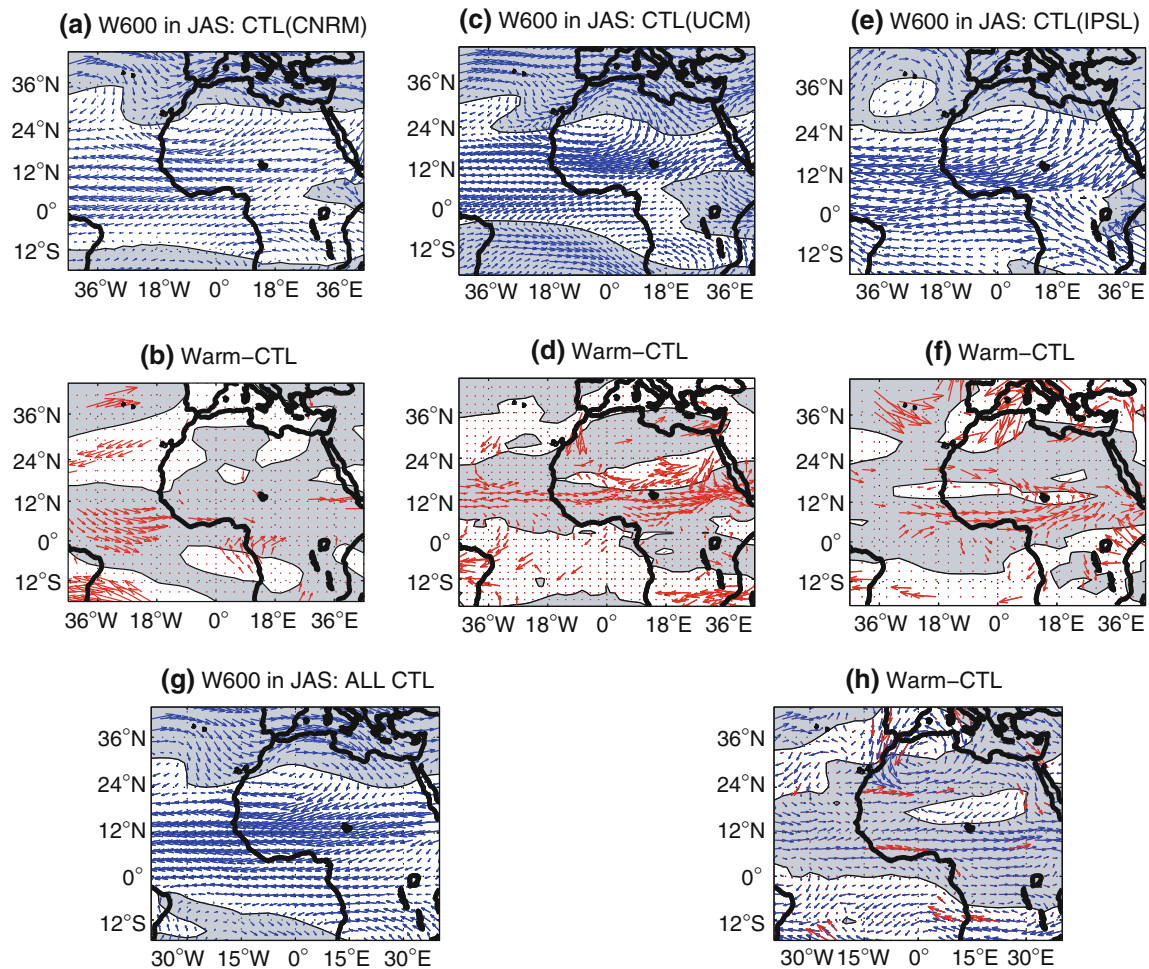 (a) W600 in JAS: CTL(CNRM)
36°N
24°N
12°N
0°
12°S
36°W 18°W 0° 18°E 36°E
(c) W600 in JAS: CTL(UCM)
36°N
24°N
12°N
0°
12°S
36°W 18°W 0° 18°E 36°E
(e) W600 in JAS: CTL(IPSL)
36°N
24°N
12°N
0°
12°S
36°W 18°W 0° 18°E 36°E
(b) Warm−CTL
36°N
24°N
12°N
0°
12°S
36°W 18°W 0° 18°E 36°E
(d) Warm−CTL
36°N
24°N
12°N
0°
12°S
36°W 18°W 0° 18°E 36°E
(f) Warm−CTL
36°N
24°N
12°N
0°
12°S
36°W 18°W 0° 18°E 36°E
(g) W600 in JAS: ALL CTL
36°N
24°N
12°N
0°
12°S
30°W 15°W 0° 15°E 30°E
(h) Warm−CTL
36°N
24°N
12°N
0°
12°S
30°W 15°W 0° 15°E 30°E